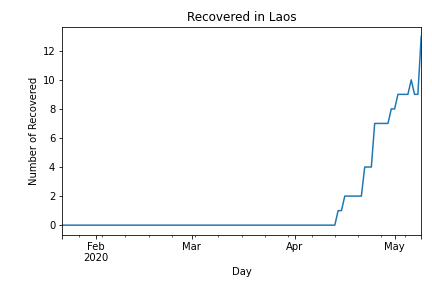 Recovered in Laos
Number of Recovered
12
10
8
6
4
2
0
Feb
2020
Mar
Apr
May
Day